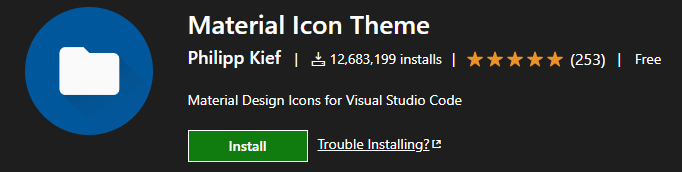 Material Icon Theme
Philipp Kief | 12,683,199 installs | (253) | Free
Material Design Icons for Visual Studio Code
Install Trouble Installing?